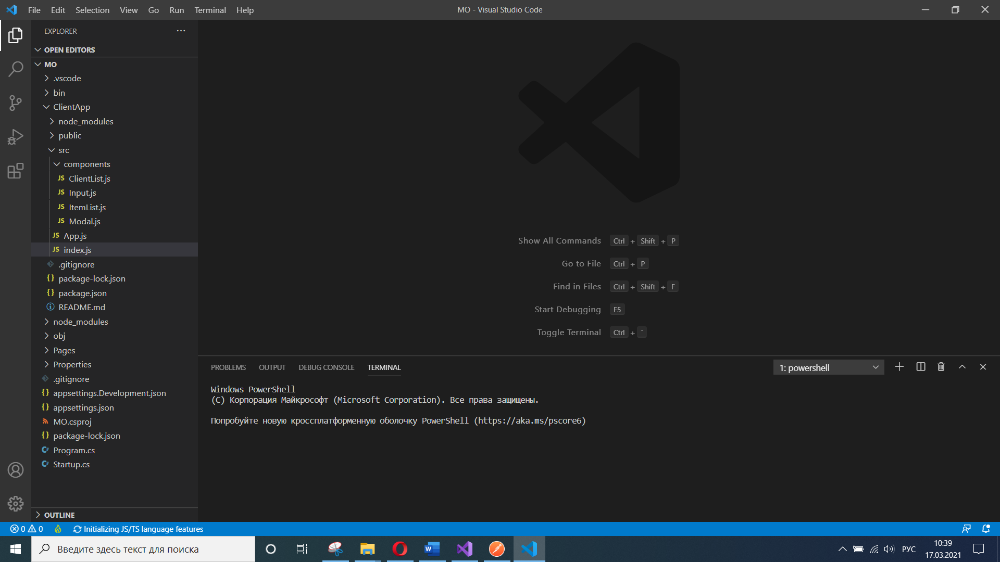 File Edit Selection View Go Run Terminal Help
MO - Visual Studio Code
EXPLORER
OPEN EDITORS
MO
.vscode
bin
ClientApp
node_modules
public
src
components
JS ClientList.js
JS Input.js
JS ItemList.js
JS Modal.js
JS App.js
JS index.js
.gitignore
{} package-lock.json
{} package.json
README.md
node_modules
obj
Pages
Properties
.gitignore
{} appsettings.Development.json
{} appsettings.json
MO.csproj
{} package-lock.json
C# Program.cs
C# Startup.cs
OUTLINE
Show All Commands Ctrl + Shift + P
Go to File Ctrl + P
Find in Files Ctrl + Shift + F
Start Debugging F5
Toggle Terminal Ctrl + `
PROBLEMS OUTPUT DEBUG CONSOLE TERMINAL
1: powershell
Windows PowerShell
(C) Корпорация Майкрософт (Microsoft Corporation). Все права защищены.
Попробуйте новую кроссплатформенную оболочку PowerShell (https://aka.ms/pscore6)
0 0 Initializing JS/TS language features
Введите здесь текст для поиска
РУС
10:39
17.03.2021